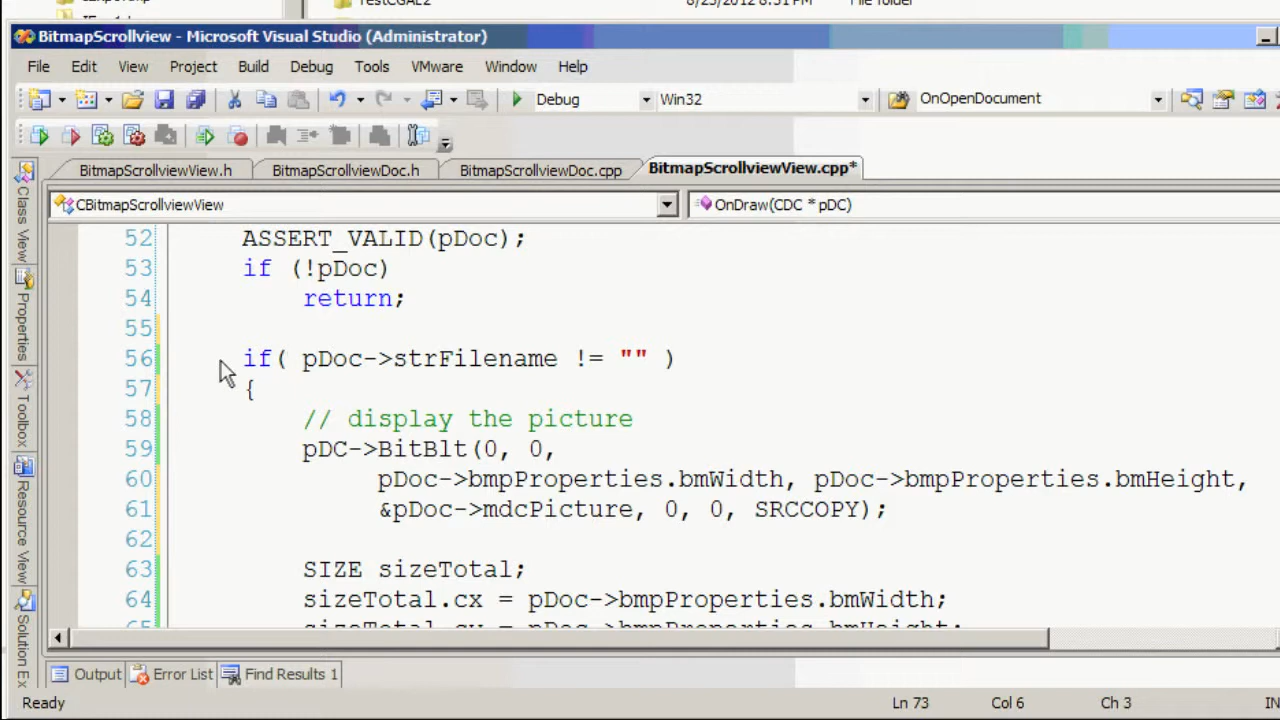 TestCGAL2 8/25/2012 8:51 PM File folder
BitmapScrollview - Microsoft Visual Studio (Administrator)
File Edit View Project Build Debug Tools VMware Window Help
Debug Win32 OnOpenDocument
BitmapScrollviewView.h BitmapScrollviewDoc.h BitmapScrollviewDoc.cpp BitmapScrollviewView.cpp*
CBitmapScrollviewView OnDraw(CDC * pDC)
Class View
Properties
Toolbox
Resource View
Solution Ex
52 ASSERT_VALID(pDoc);
53 if (!pDoc)
54 return;
55
56 if( pDoc->strFilename != "" )
57 {
58 // display the picture
59 pDC->BitBlt(0, 0,
60 pDoc->bmpProperties.bmWidth, pDoc->bmpProperties.bmHeight,
61 &pDoc->mdcPicture, 0, 0, SRCCOPY);
62
63 SIZE sizeTotal;
64 sizeTotal.cx = pDoc->bmpProperties.bmWidth;
65 sizeTotal.cy = pDoc->bmpProperties.bmHeight;
Output Error List Find Results 1
Ready Ln 73 Col 6 Ch 3 IN